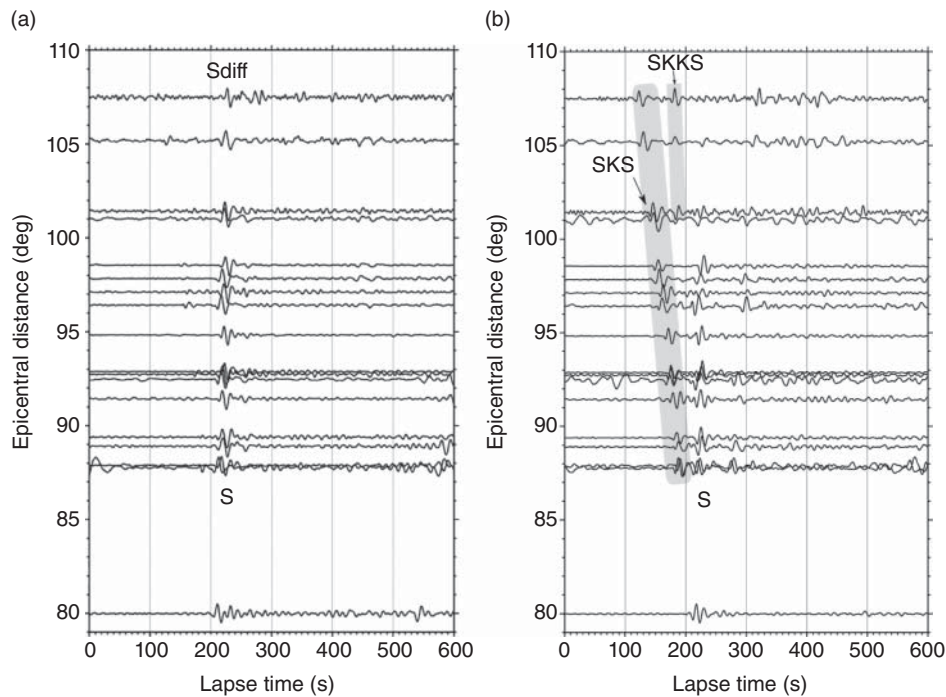 (a)
110
105
100
95
90
85
80
Epicentral distance (deg)
Sdiff
S
0 100 200 300 400 500 600
Lapse time (s)
(b)
110
105
100
95
90
85
80
Epicentral distance (deg)
SKKS
SKS
S
0 100 200 300 400 500 600
Lapse time (s)